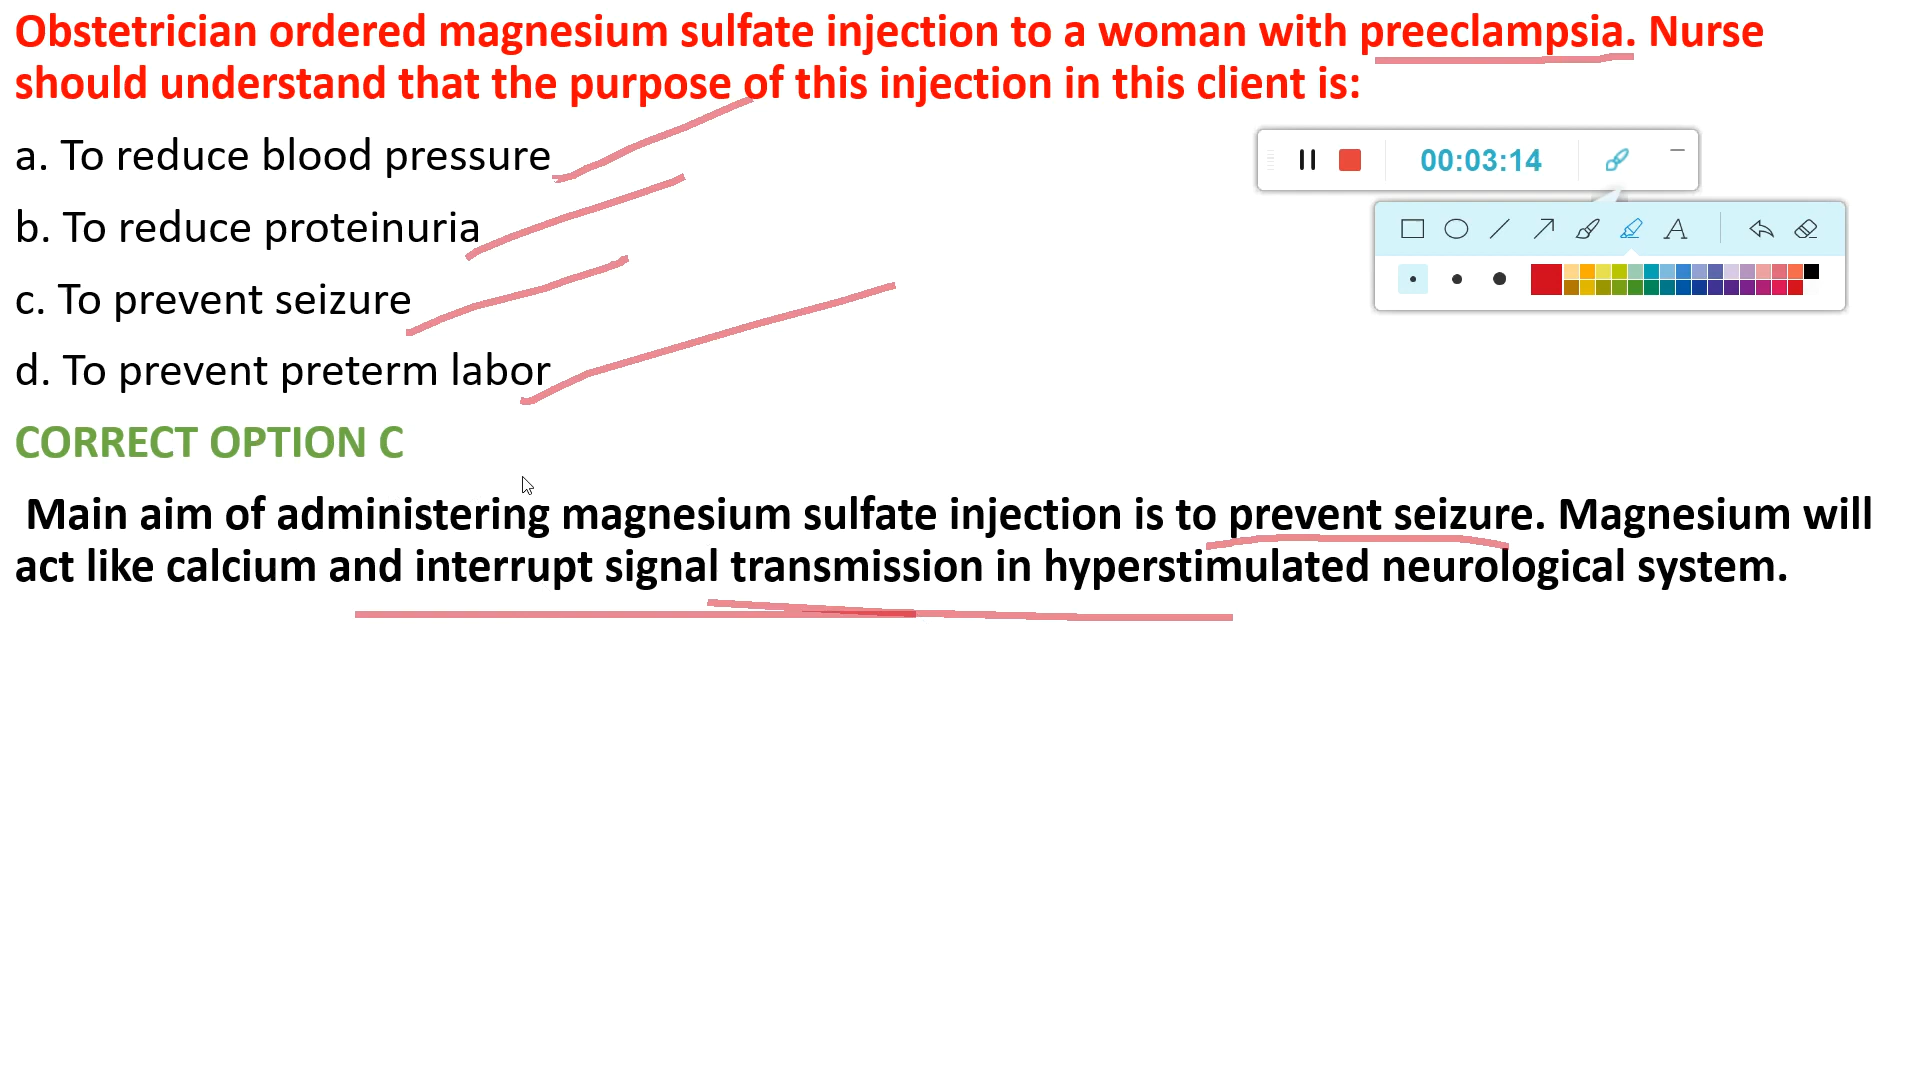 Obstetrician ordered magnesium sulfate injection to a woman with preeclampsia. Nurse
should understand that the purpose of this injection in this client is:
a. To reduce blood pressure
00:03:14
b. To reduce proteinuria
A
c. To prevent seizure
d. To prevent preterm labor
CORRECT OPTION C
Main aim of administering magnesium sulfate injection is to prevent seizure. Magnesium will
act like calcium and interrupt signal transmission in hyperstimulated neurological system.